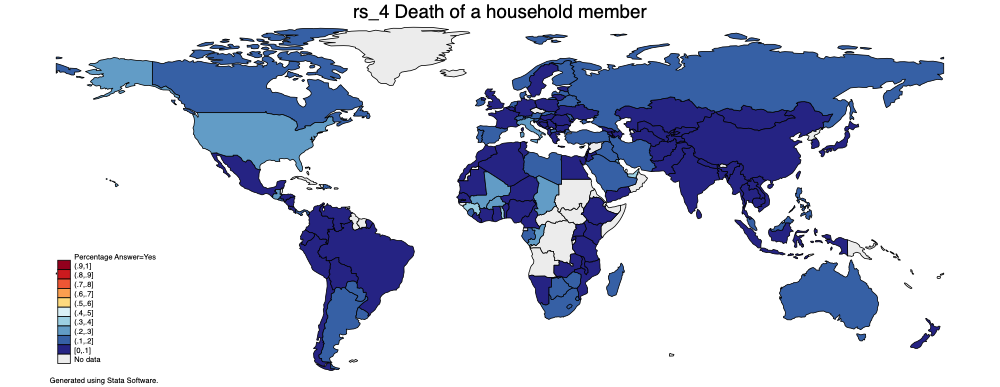 rs_4 Death of a household member
Percentage Answer=Yes
(.9,1]
(.8,.9]
(.7,.8]
(.6,.7]
(.5,.6]
(.4,.5]
(.3,.4]
(.2,.3]
(.1,.2]
[0,.1]
No data
Generated using Stata Software.